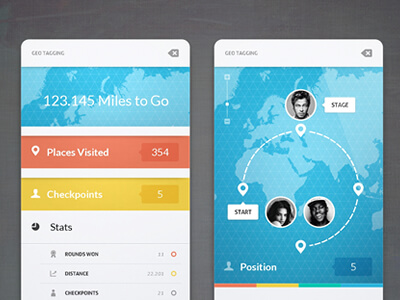 GEO TAGGING
123.145 Miles to Go
Places Visited 354
Checkpoints 5
Stats
ROUNDS WON 11
DISTANCE 22.201
CHECKPOINTS 21
GEO TAGGING
STAGE
START
Position 5